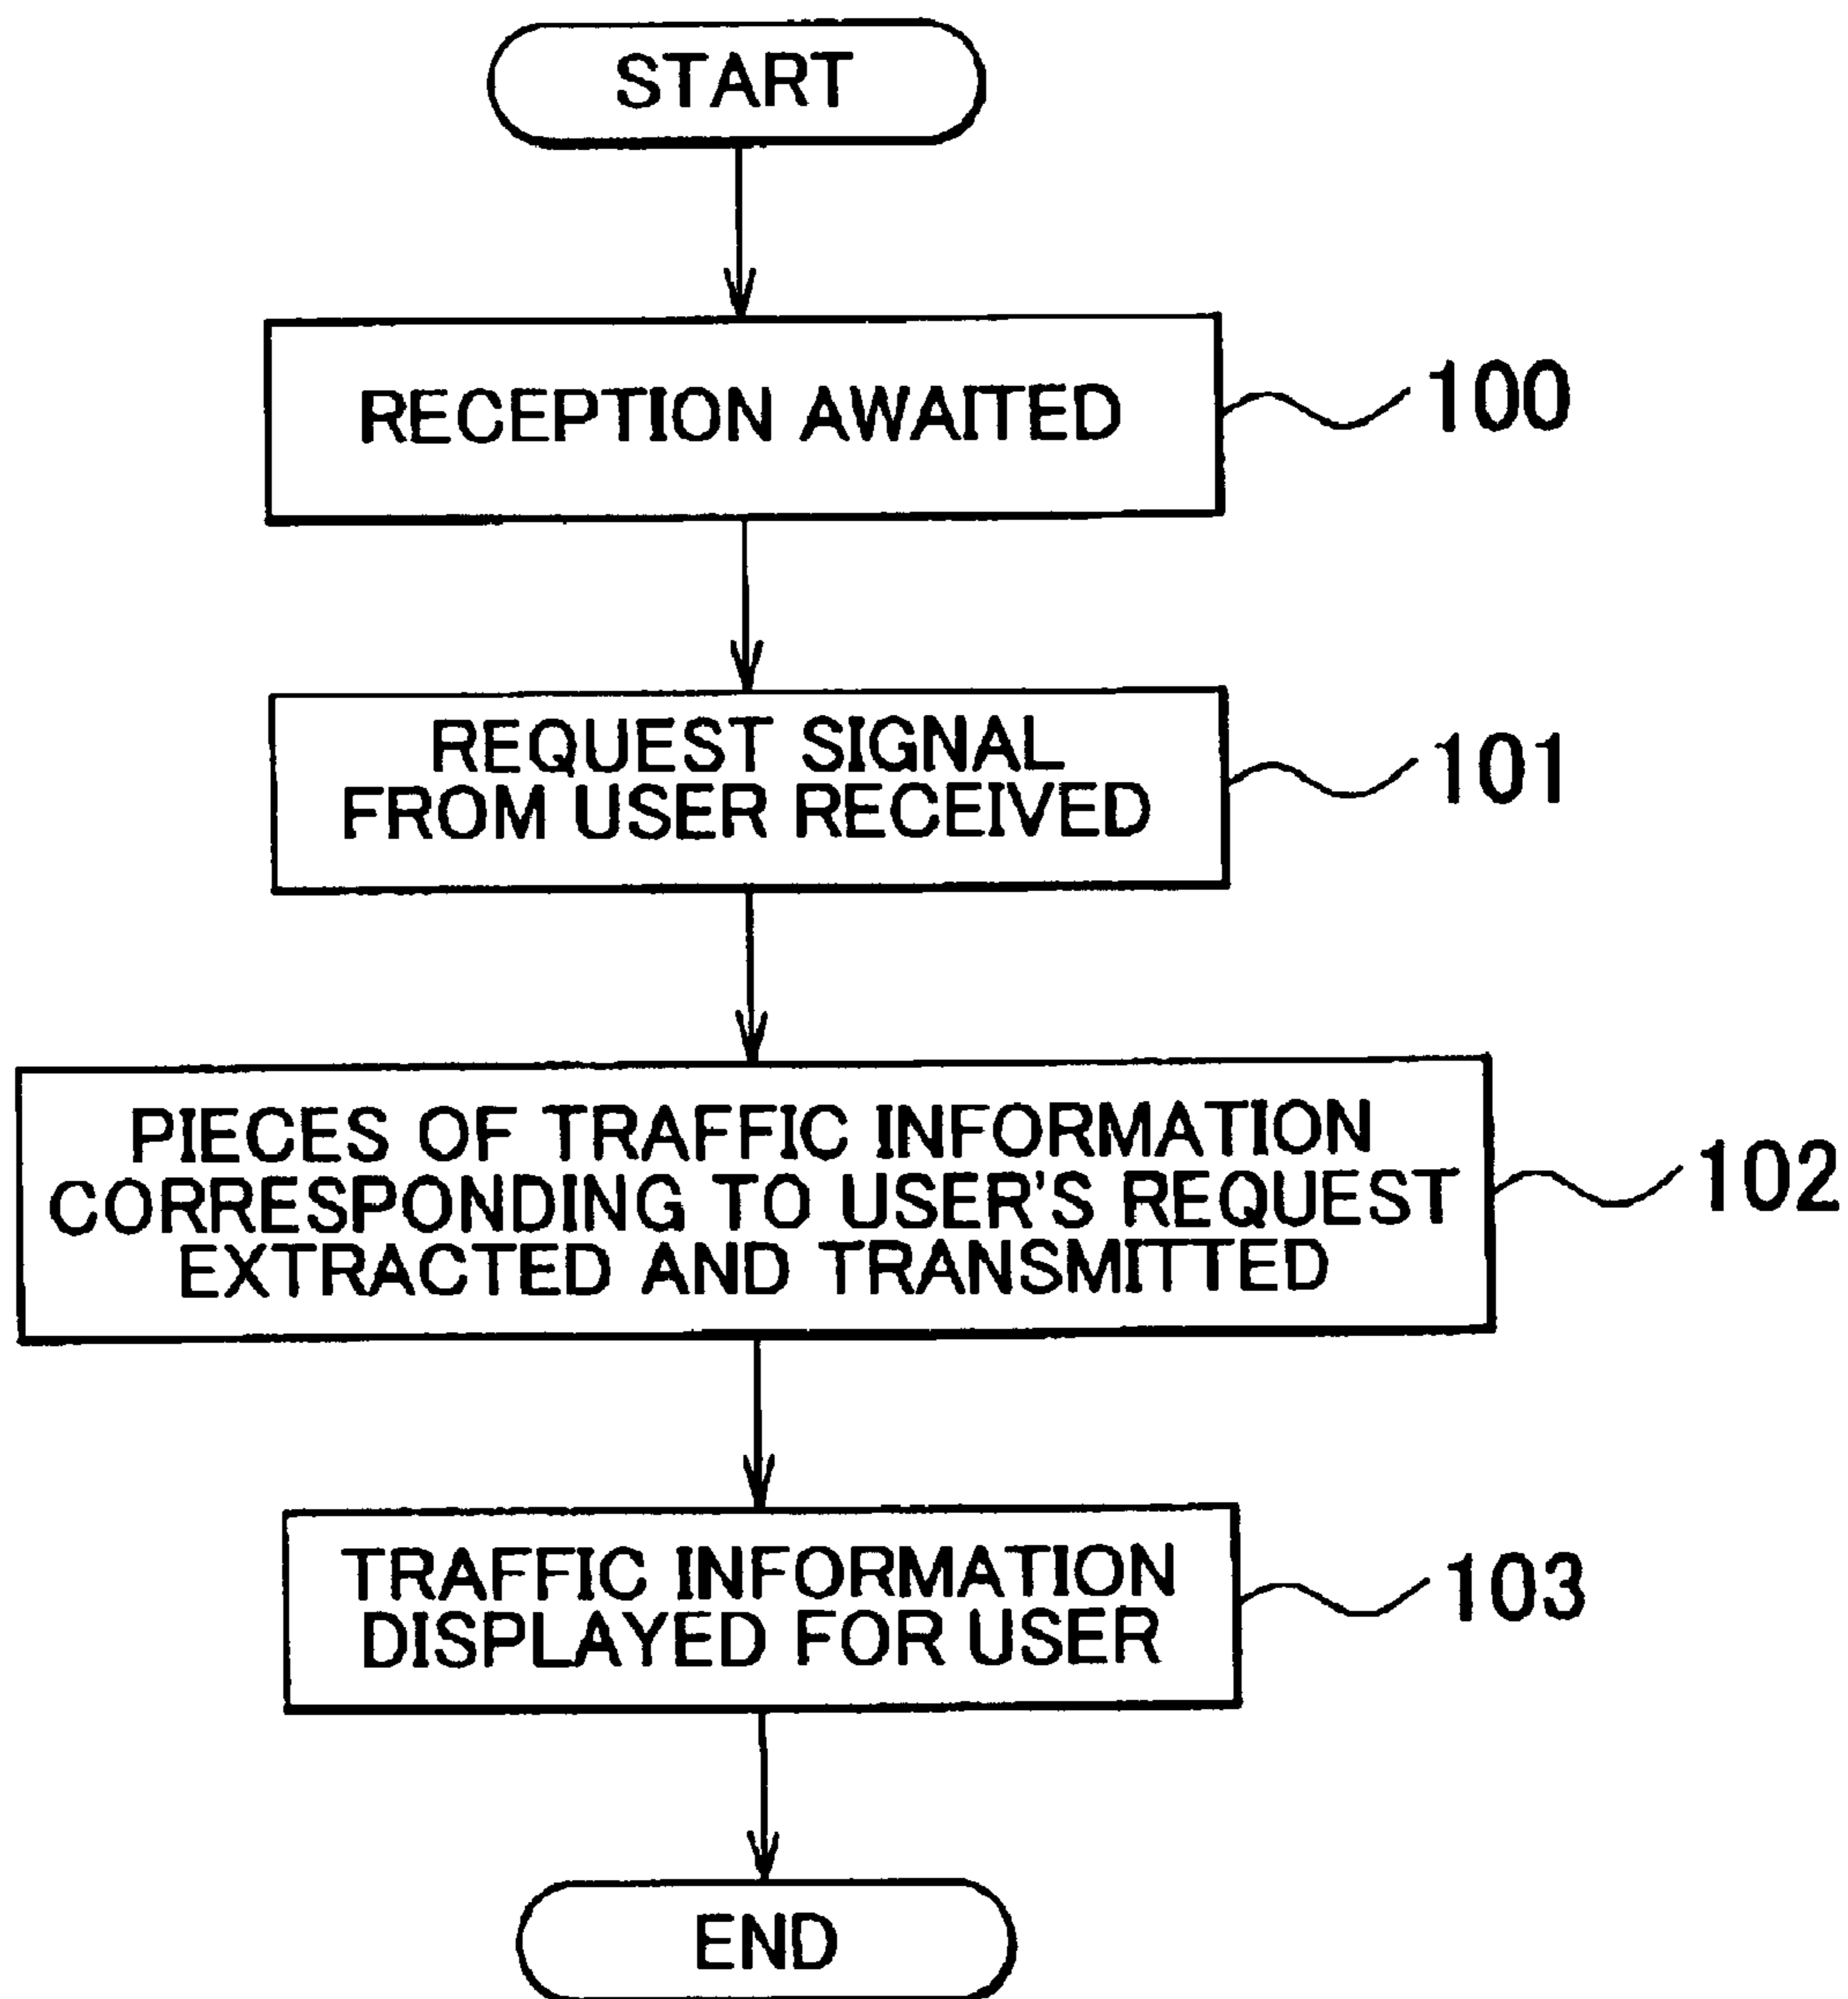 START
RECEPTION AWAITED
100
REQUEST SIGNAL
FROM USER RECEIVED
101
PIECES OF TRAFFIC INFORMATION
CORRESPONDING TO USER'S REQUEST
EXTRACTED AND TRANSMITTED
102
TRAFFIC INFORMATION
DISPLAYED FOR USER
103
END